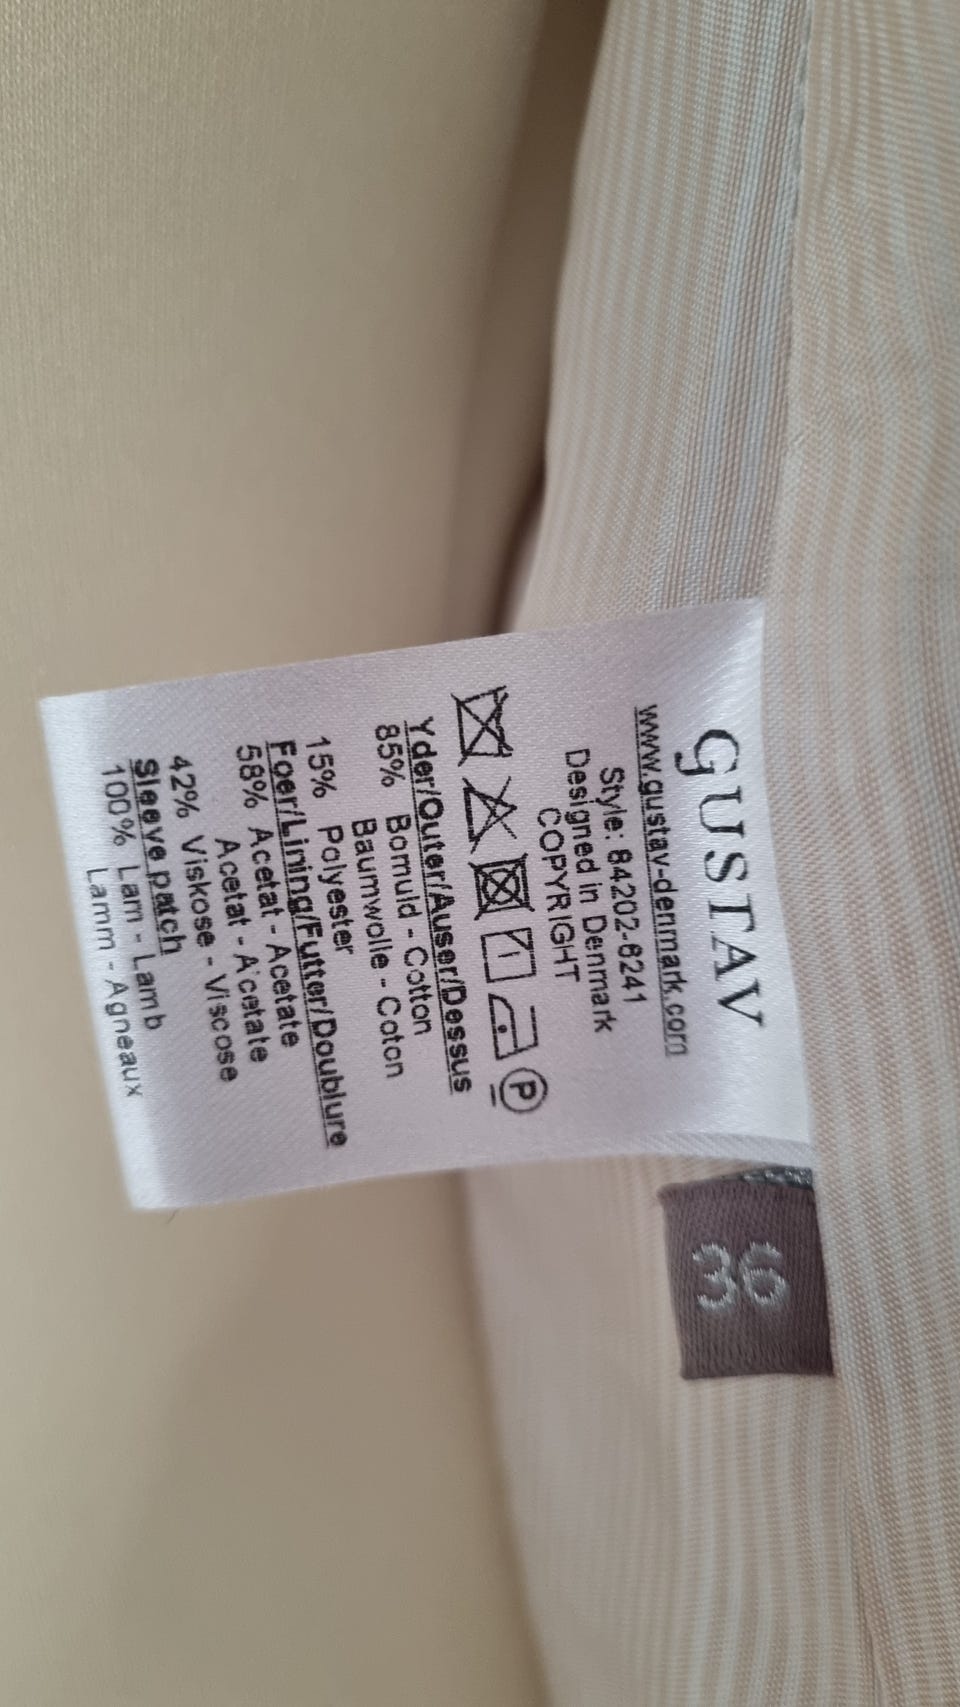 GUSTAV
www.gustav-denmark.com
Style: 84202-8241
Designed in Denmark
COPYRIGHT
P
Yder/Outer/Auser/Dessus
85% Bomuld - Cotton
Baumwolle - Coton
15% Polyester
Foer/Lining/Futter/Doublure
58% Acetat - Acetate
Acetat - Acetate
42% Viskose - Viscose
Sleeve patch
100% Lam - Lamb
Lamm - Agneaux
36